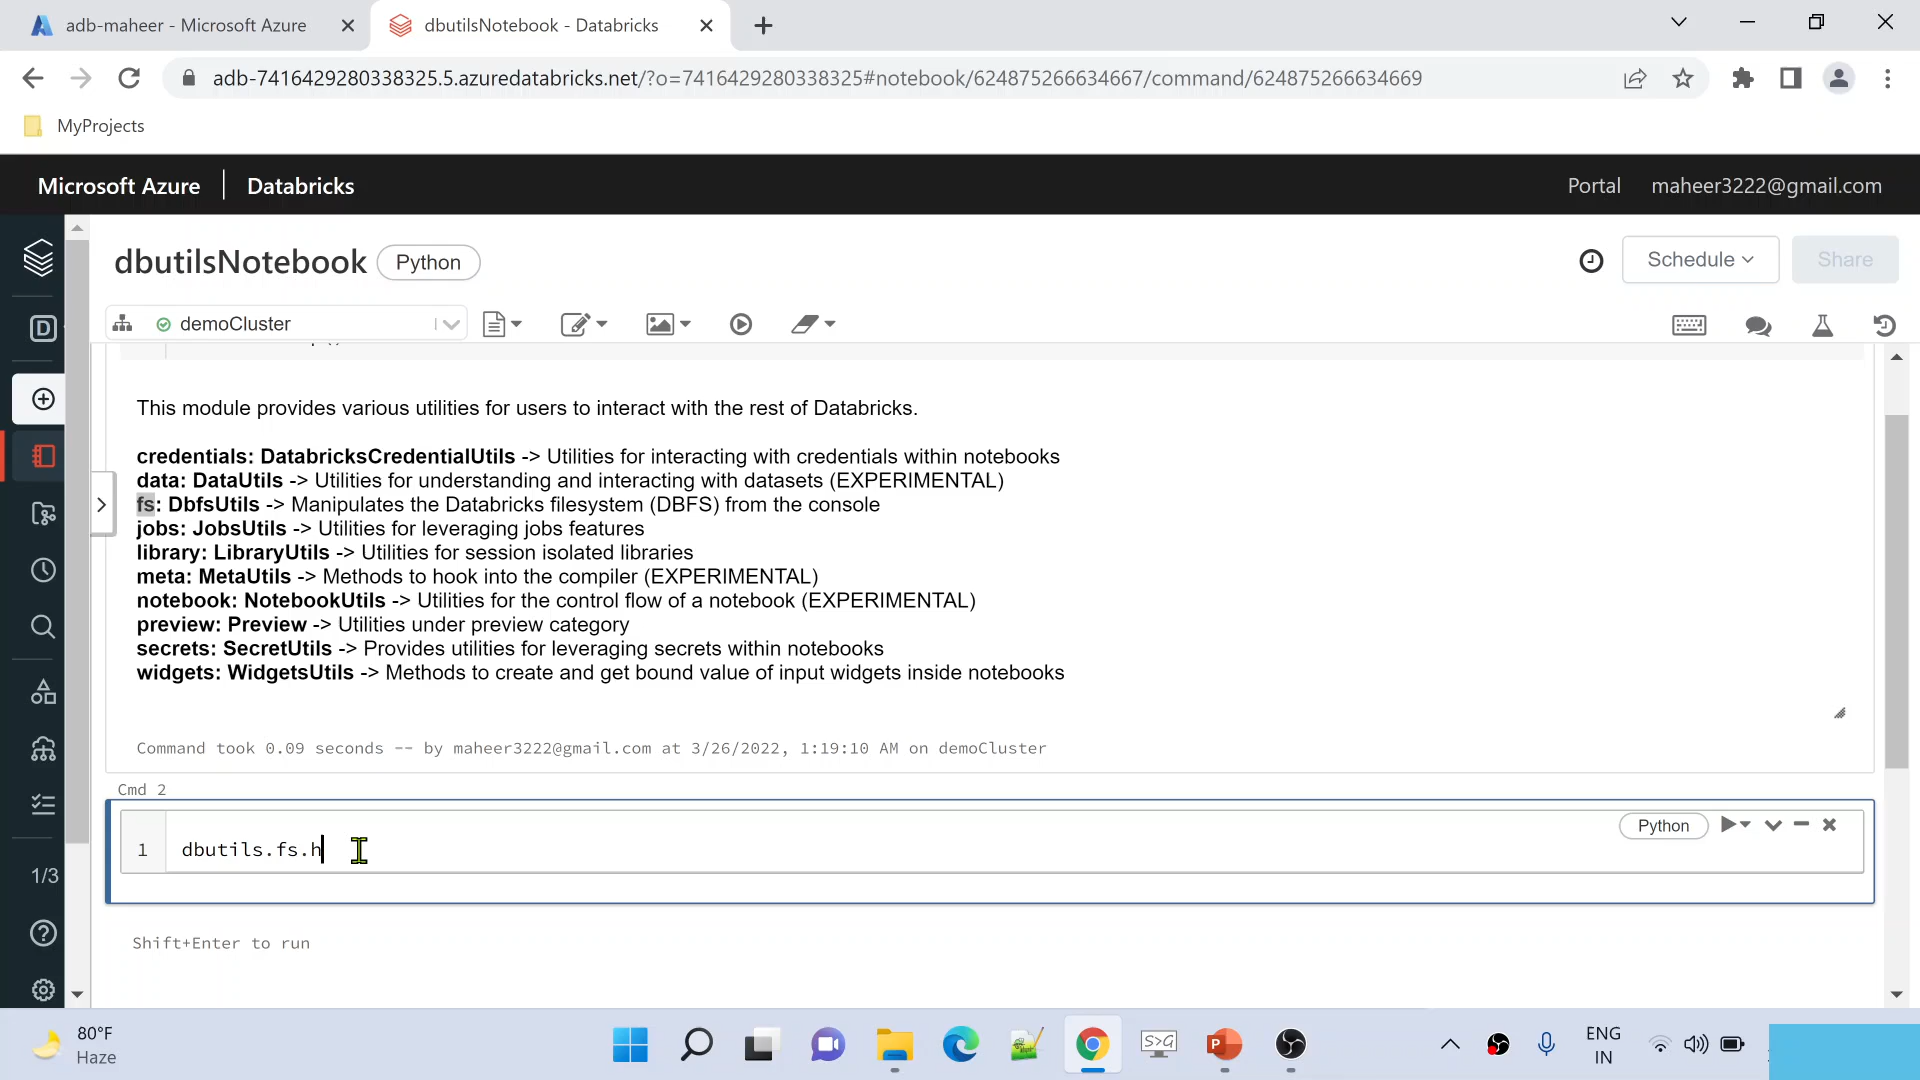 adb-maheer - Microsoft Azure
dbutilsNotebook - Databricks
adb-7416429280338325.5.azuredatabricks.net/?o=7416429280338325#notebook/624875266634667/command/624875266634669
MyProjects
Microsoft Azure
Databricks
Portal
maheer3222@gmail.com
dbutilsNotebook
Python
Schedule
Share
demoCluster
This module provides various utilities for users to interact with the rest of Databricks.
credentials: DatabricksCredentialUtils -> Utilities for interacting with credentials within notebooks
data: DataUtils -> Utilities for understanding and interacting with datasets (EXPERIMENTAL)
fs: DbfsUtils -> Manipulates the Databricks filesystem (DBFS) from the console
jobs: JobsUtils -> Utilities for leveraging jobs features
library: LibraryUtils -> Utilities for session isolated libraries
meta: MetaUtils -> Methods to hook into the compiler (EXPERIMENTAL)
notebook: NotebookUtils -> Utilities for the control flow of a notebook (EXPERIMENTAL)
preview: Preview -> Utilities under preview category
secrets: SecretUtils -> Provides utilities for leveraging secrets within notebooks
widgets: WidgetsUtils -> Methods to create and get bound value of input widgets inside notebooks
Command took 0.09 seconds -- by maheer3222@gmail.com at 3/26/2022, 1:19:10 AM on demoCluster
Cmd 2
Python
1 dbutils.fs.h
1/3
Shift+Enter to run
80°F
Haze
S>G
ENG
IN